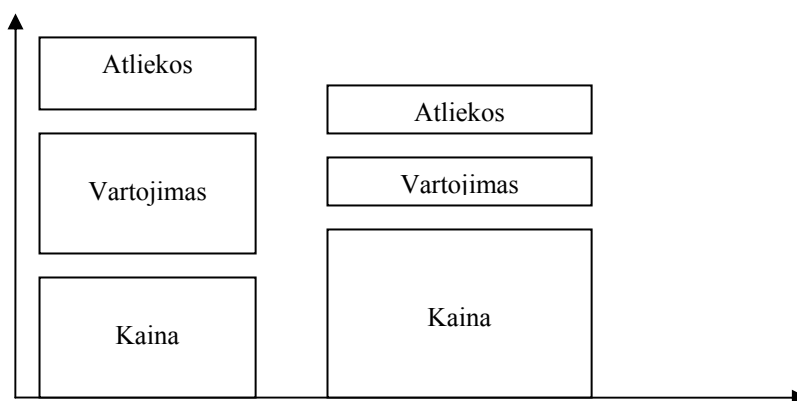 Atliekos
Vartojimas
Kaina
Atliekos
Vartojimas
Kaina